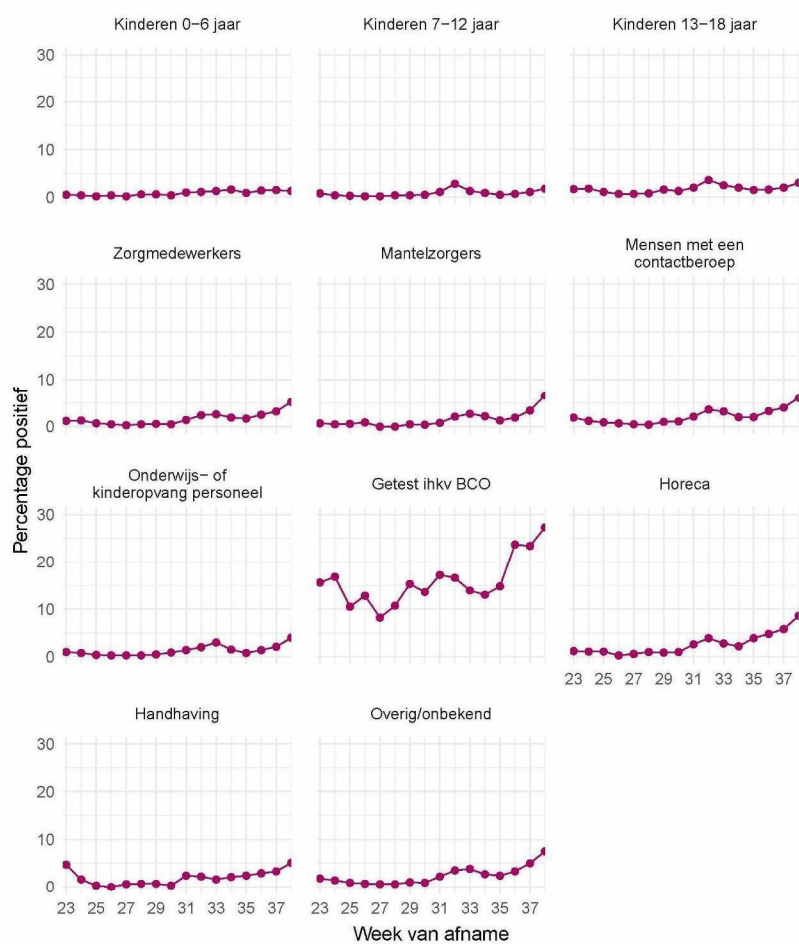 Kinderen 0−6 jaar
Kinderen 7−12 jaar
Kinderen 13−18 jaar
30
20
10
0
Zorgmedewerkers
Mantelzorgers
Mensen met een
contactberoep
30
20
10
0
Percentage positief
Onderwijs− of
kinderopvang personeel
Getest ihkv BCO
Horeca
30
20
10
0
23 25 27 29 31 33 35 37
Handhaving
Overig/onbekend
30
20
10
0
23 25 27 29 31 33 35 37
23 25 27 29 31 33 35 37
Week van afname